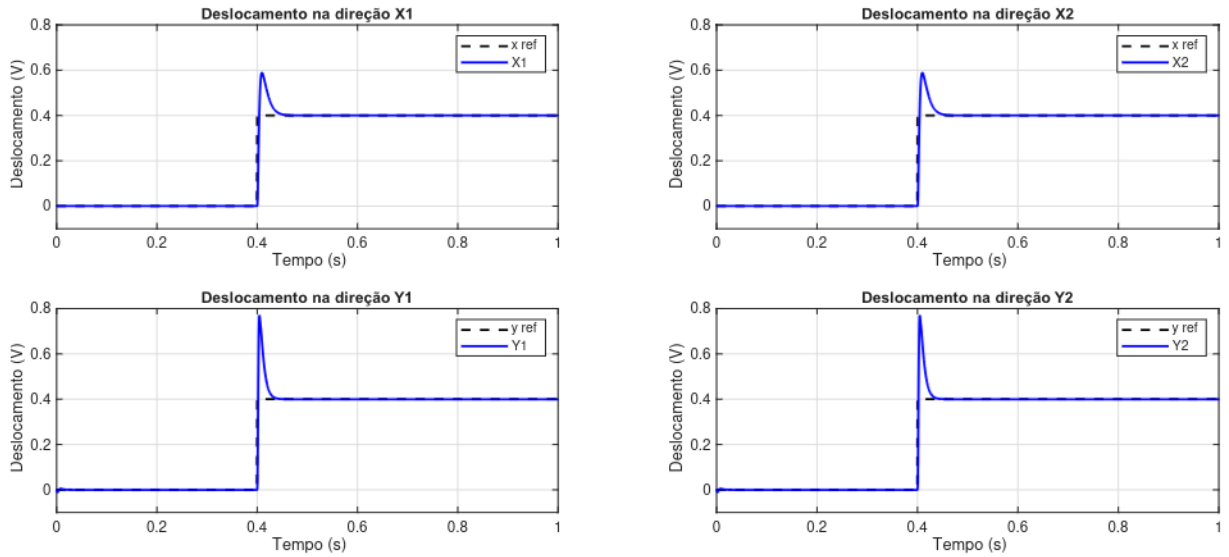 Deslocamento na direção X1
Deslocamento (V)
0.8
0.6
0.4
0.2
0
x ref
X1
0
0.2
0.4
0.6
0.8
1
Tempo (s)
Deslocamento na direção X2
Deslocamento (V)
0.8
0.6
0.4
0.2
0
x ref
X2
0
0.2
0.4
0.6
0.8
1
Tempo (s)
Deslocamento na direção Y1
Deslocamento (V)
0.8
0.6
0.4
0.2
0
y ref
Y1
0
0.2
0.4
0.6
0.8
1
Tempo (s)
Deslocamento na direção Y2
Deslocamento (V)
0.8
0.6
0.4
0.2
0
y ref
Y2
0
0.2
0.4
0.6
0.8
1
Tempo (s)